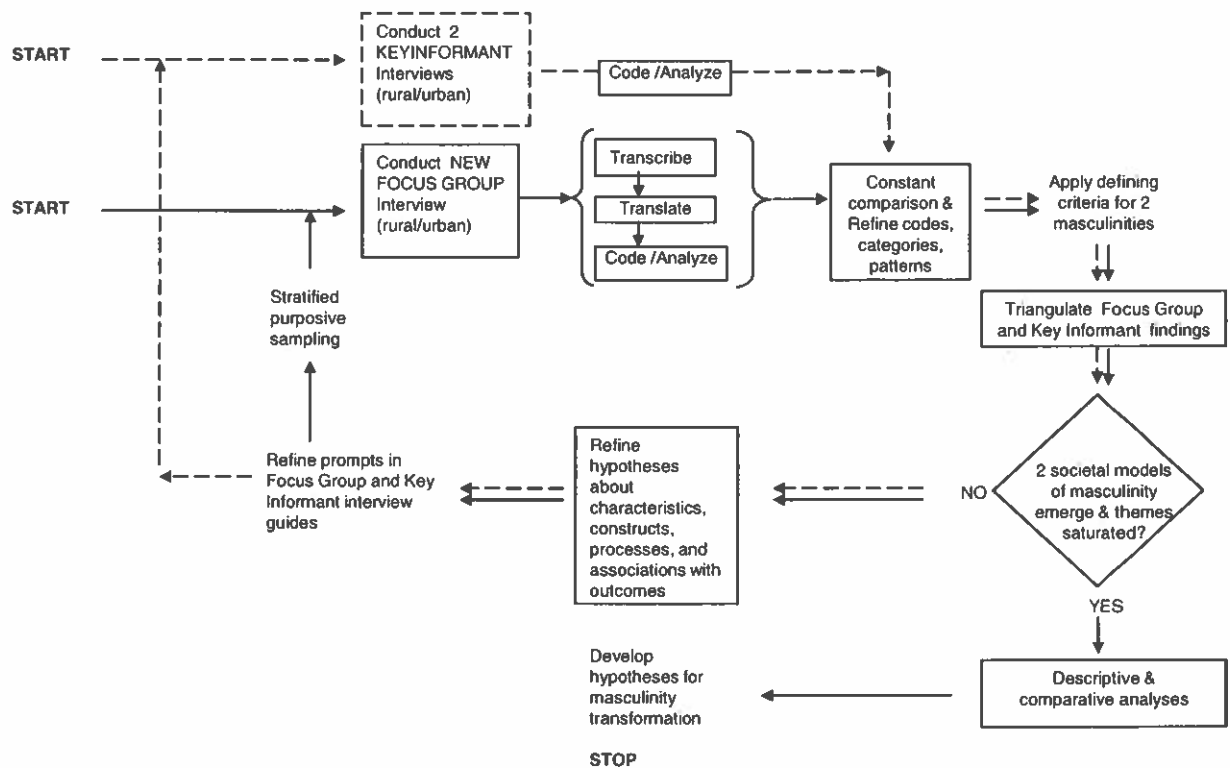 START
Conduct 2
KEYINFORMANT
Interviews
(rural/urban)
Code /Analyze
START
Conduct NEW
FOCUS GROUP
Interview
(rural/urban)
Transcribe
Translate
Code /Analyze
Constant
comparison &
Refine codes,
categories,
patterns
Apply defining
criteria for 2
masculinities
Triangulate Focus Group
and Key Informant findings
2 societal models
of masculinity
emerge & themes
saturated?
NO
Refine
hypotheses
about
characteristics,
constructs,
processes, and
associations with
outcomes
Refine prompts in
Focus Group and Key
Informant interview
guides
Stratified
purposive
sampling
YES
Descriptive &
comparative analyses
Develop
hypotheses for
masculinity
transformation
STOP